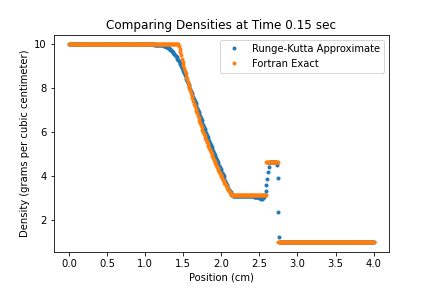 Comparing Densities at Time 0.15 sec
Runge-Kutta Approximate
Fortran Exact
Density (grams per cubic centimeter)
10
8
6
4
2
0.0 0.5 1.0 1.5 2.0 2.5 3.0 3.5 4.0
Position (cm)